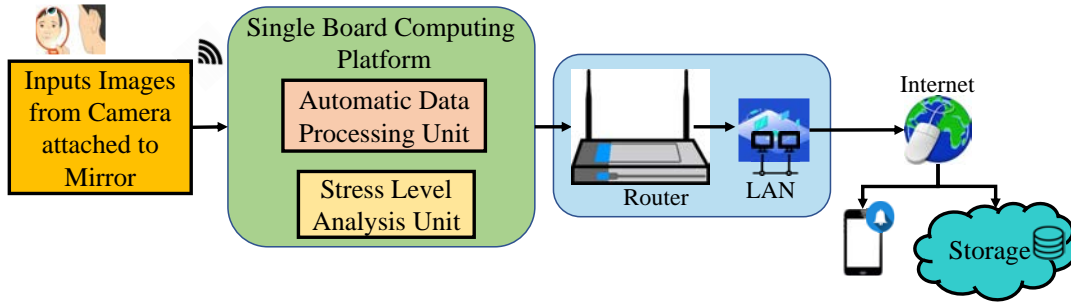 Inputs Images
from Camera
attached to
Mirror
Single Board Computing
Platform
Automatic Data
Processing Unit
Stress Level
Analysis Unit
Router
LAN
Internet
Storage